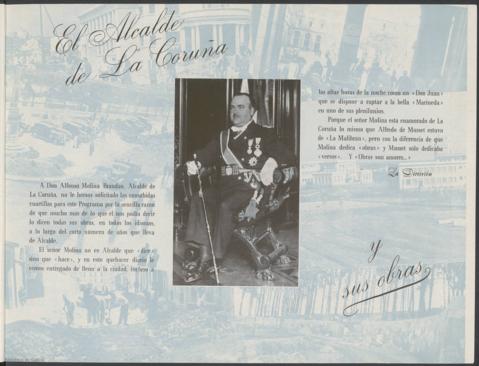 El Alcalde
de La Coruña
A Don Alfonso Molina Brandao, Alcalde de
La Coruña, no le hemos solicitado las consabidas
cuartillas para este Programa por la sencilla razón
de que mucho más de lo que él nos podía decir
lo dicen todas sus obras, en todos los idiomas,
a lo largo del corto número de años que lleva
de Alcalde.
El señor Molina no es Alcalde que «dice»
sino que «hace», y en este quehacer diario le
vemos entregado de lleno a la ciudad, incluso a
las altas horas de la noche como un «Don Juan»
que se dispone a raptar a la bella «Marineda»
en uno de sus plenilunios.
Porque el señor Molina está enamorado de La
Coruña lo mismo que Alfredo de Musset estuvo
de «La Malibran», pero con la diferencia de que
Molina dedica «obras» y Musset sólo dedicaba
«versos». Y «Obras son amores...»
La Dirección
y
sus obras